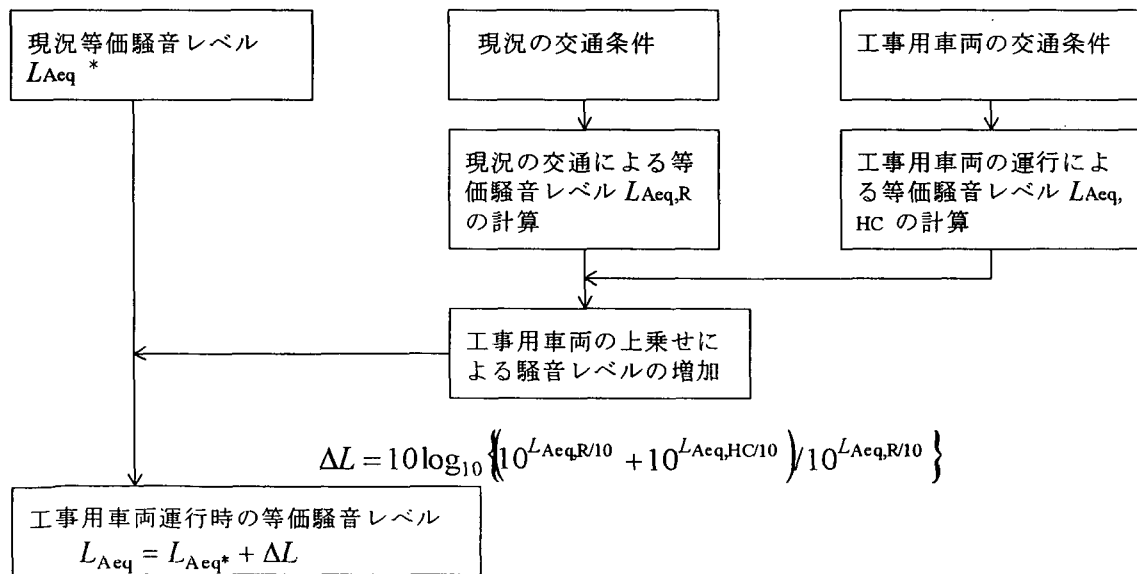 現況等価騒音レベル
LAeq *
現況の交通条件
工事用車両の交通条件
現況の交通による等
価騒音レベル LAeq,R
の計算
工事用車両の運行によ
る等価騒音レベル LAeq,
HC の計算
工事用車両の上乗せに
よる騒音レベルの増加
ΔL = 10log₁₀{(10^{LAeq,R/10} + 10^{LAeq,HC/10})/10^{LAeq,R/10}}
工事用車両運行時の等価騒音レベル
LAeq = LAeq* + ΔL